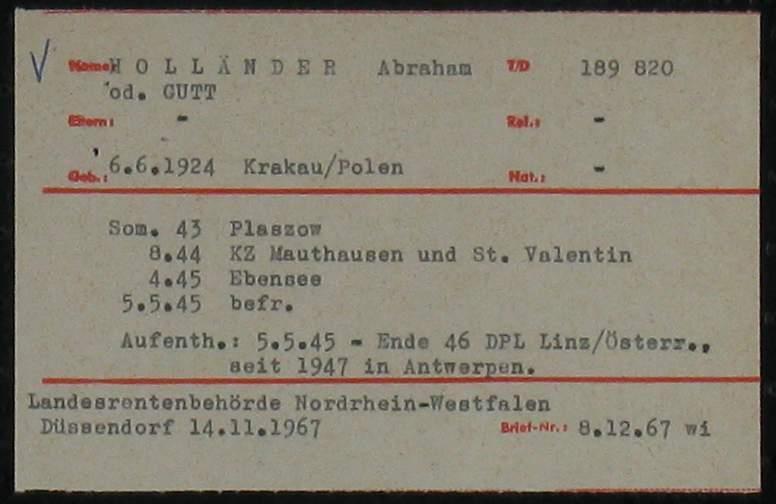 Name: H O L L Ä N D E R Abraham T/D 189 820
od. GUTT
Eltern: - Rel.: -
Geb.: 6.6.1924 Krakau/Polen Nat.: -
Som. 43 Plaszow
8.44 KZ Mauthausen und St. Valentin
4.45 Ebensee
5.5.45 befr.
Aufenth.: 5.5.45 - Ende 46 DPL Linz/Österr.,
seit 1947 in Antwerpen.
Landesrentenbehörde Nordrhein-Westfalen
Düssendorf 14.11.1967 Brief-Nr.: 8.12.67 wi